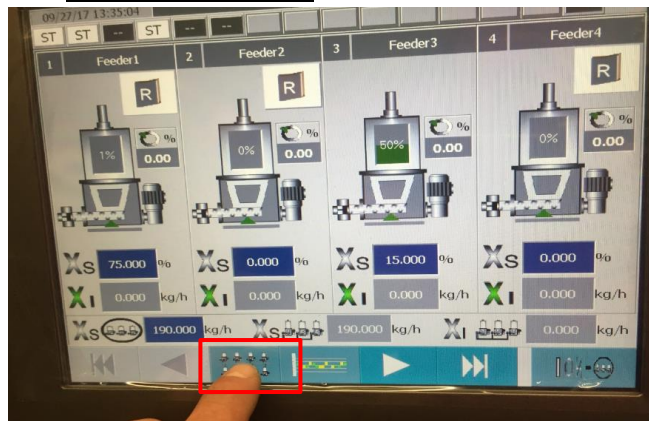 09/27/17 13:35:04
ST ST -- ST -- --
1 Feeder1 2 Feeder2 3 Feeder3 4 Feeder4
R R R
% % % %
1% 0.00 0% 0.00 50% 0.00 0% 0.00
XS 75.000 % XS 0.000 % XS 15.000 % XS 0.000 %
XI 0.000 kg/h XI 0.000 kg/h XI 0.000 kg/h XI 0.000 kg/h
XS 190.000 kg/h XS 190.000 kg/h XI 0.000 kg/h